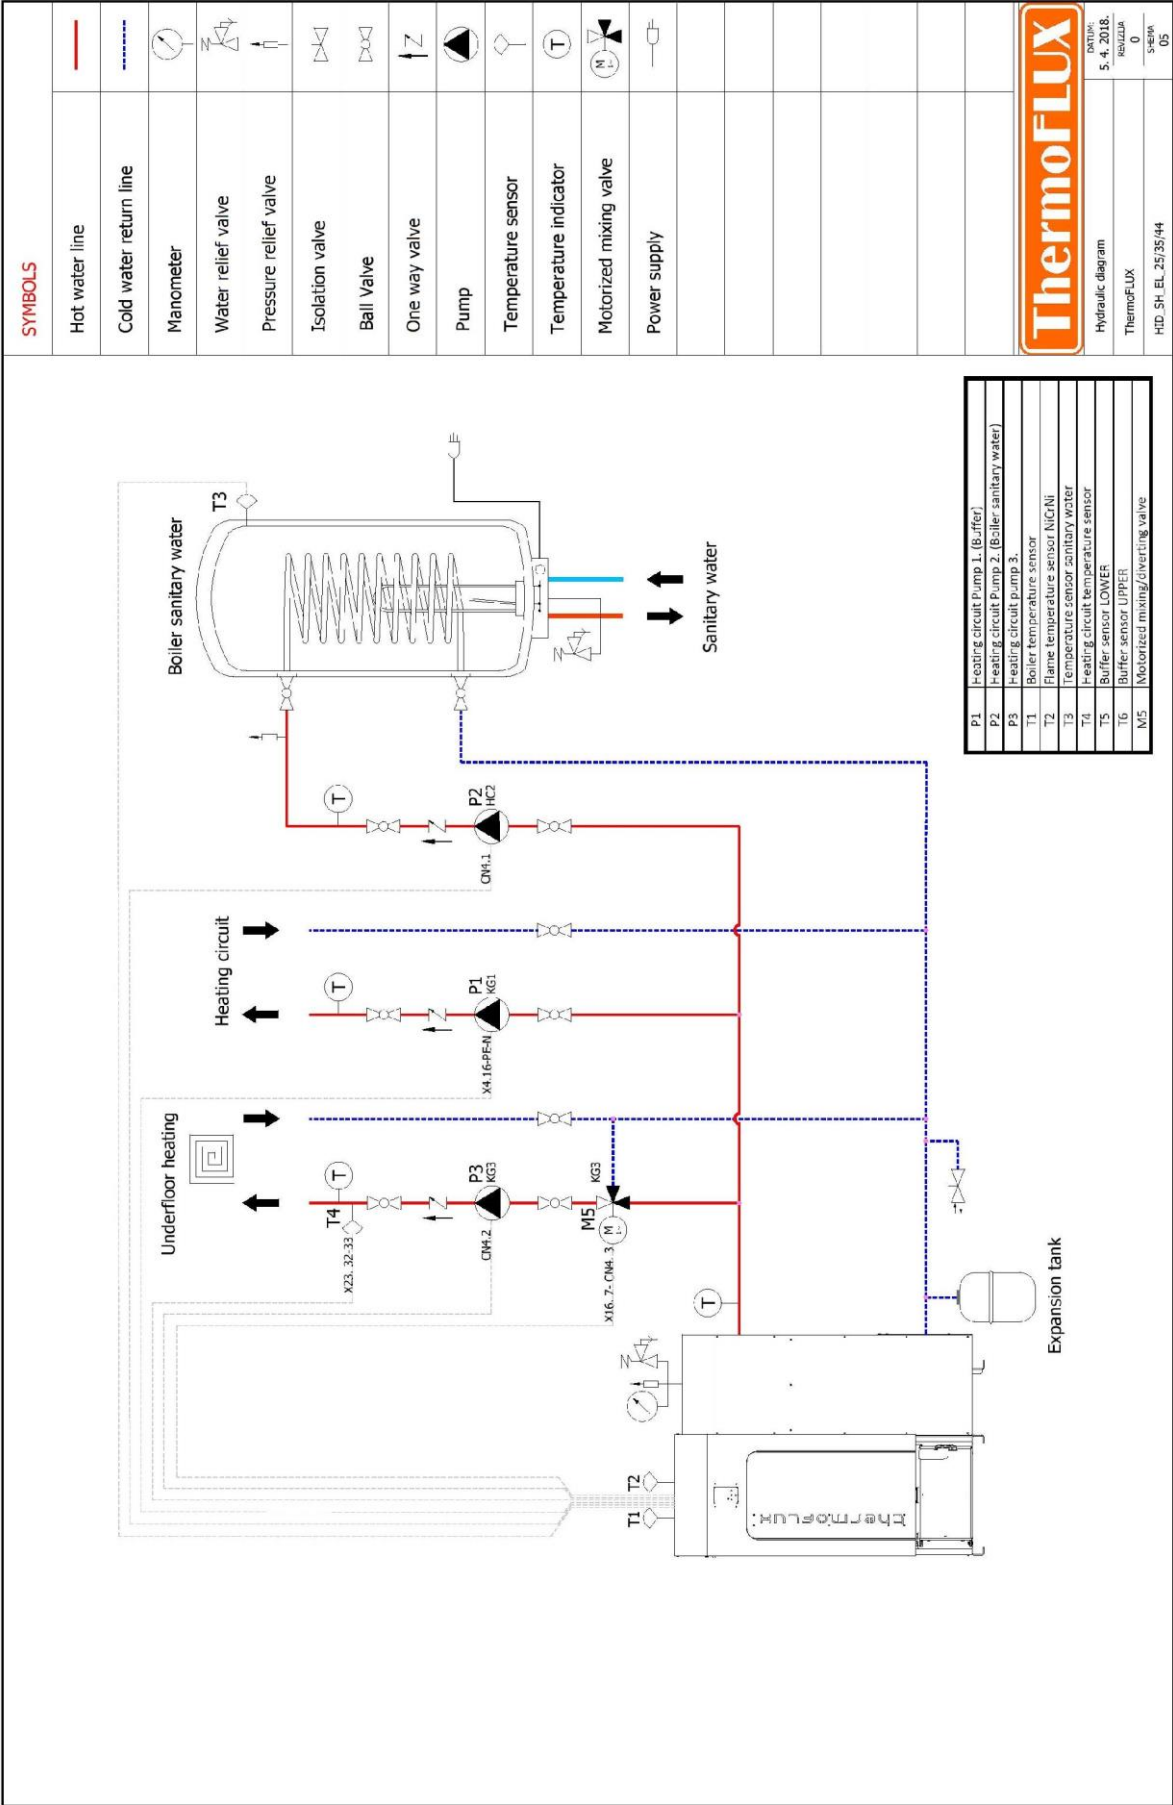 SYMBOLS
Hot water line
Cold water return line
Manometer
Water relief valve
Pressure relief valve
Isolation valve
Ball Valve
One way valve
Pump
Temperature sensor
Temperature indicator
T
Motorized mixing valve
M
1~
Power supply
ThermoFLUX
Hydraulic diagram
ThermoFLUX
HID_SH_EL_25/35/44
DATUM:
5. 4. 2018.
REVIZIJA
0
SHEMA
05
Underfloor heating
Heating circuit
Boiler sanitary water
T3
T
T
T
T4
X23. 32-33
P3
KG3
CN4.2
P1
KG1
X4.16-PE-N
P2
HC2
CN4.1
M5
KG3
M
1~
X16..7- CN4. 3
Sanitary water
T
T1
T2
thermoFLUX
Expansion tank
P1 Heating circuit Pump 1. (Buffer)
P2 Heating circuit Pump 2. (Boiler sanitary water)
P3 Heating circuit pump 3.
T1 Boiler temperature sensor
T2 Flame temperature sensor NiCrNi
T3 Temperature sensor sanitary water
T4 Heating circuit temperature sensor
T5 Buffer sensor LOWER
T6 Buffer sensor UPPER
M5 Motorized mixing/diverting valve